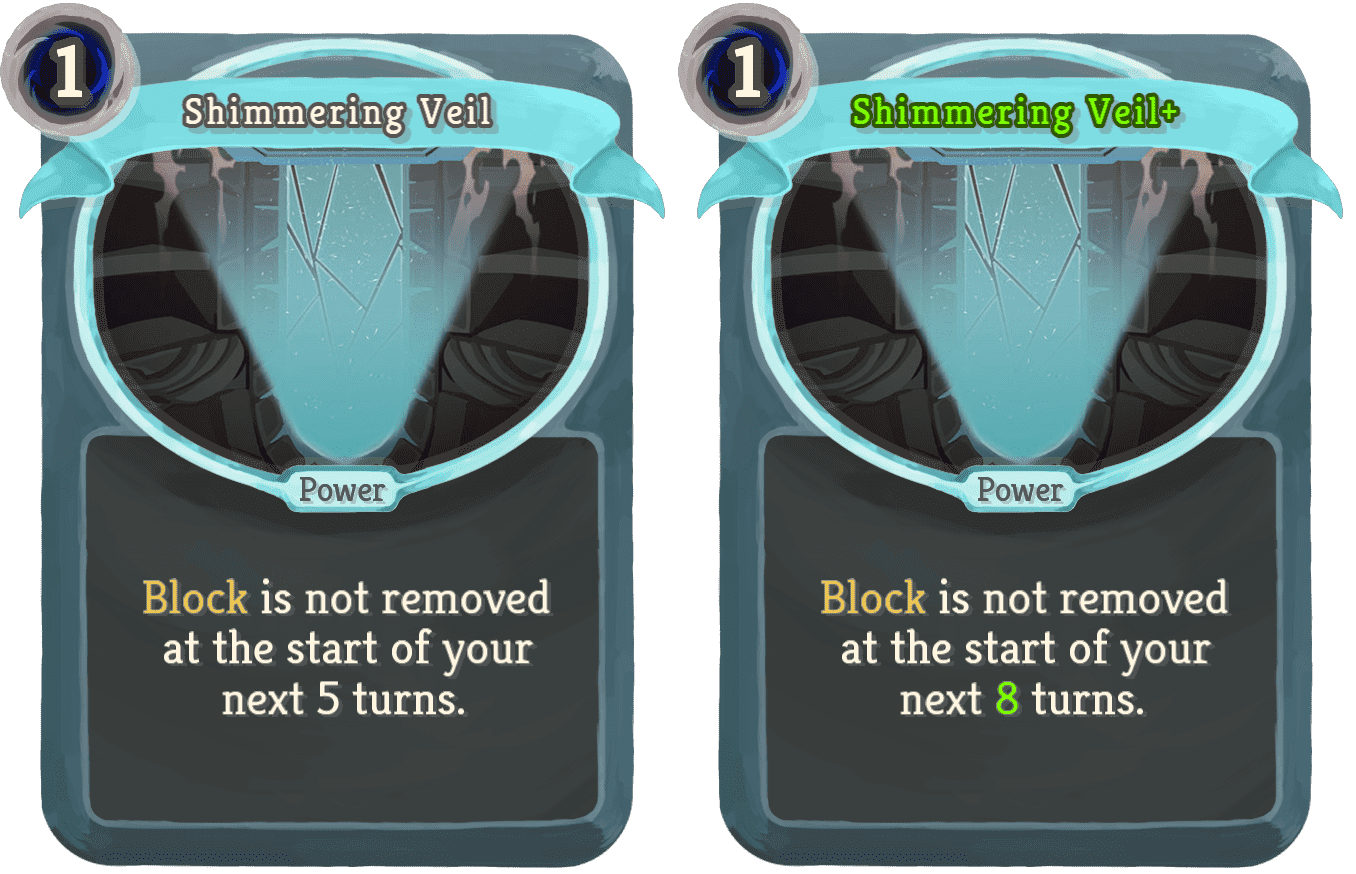 1
Shimmering Veil
Power
Block is not removed
at the start of your
next 5 turns.
1
Shimmering Veil+
Power
Block is not removed
at the start of your
next 8 turns.